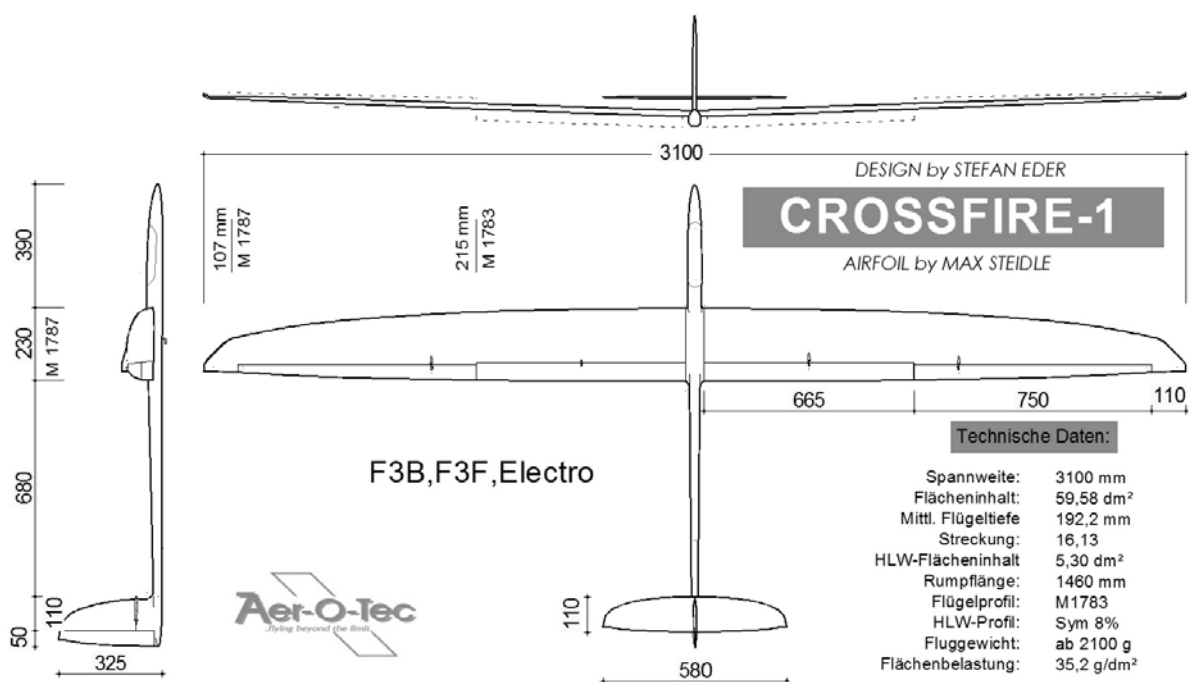 3100
DESIGN by STEFAN EDER
CROSSFIRE-1
AIRFOIL by MAX STEIDLE
107 mm
M 1787
215 mm
M 1783
390
230
M 1787
680
110
50
325
665
750
110
F3B,F3F,Electro
Aer-O-Tec
..flying beyond the limit..
110
580
Technische Daten:
Spannweite: 3100 mm
Flächeninhalt: 59,58 dm²
Mittl. Flügeltiefe 192,2 mm
Streckung: 16,13
HLW-Flächeninhalt 5,30 dm²
Rumpflänge: 1460 mm
Flügelprofil: M1783
HLW-Profil: Sym 8%
Fluggewicht: ab 2100 g
Flächenbelastung: 35,2 g/dm²